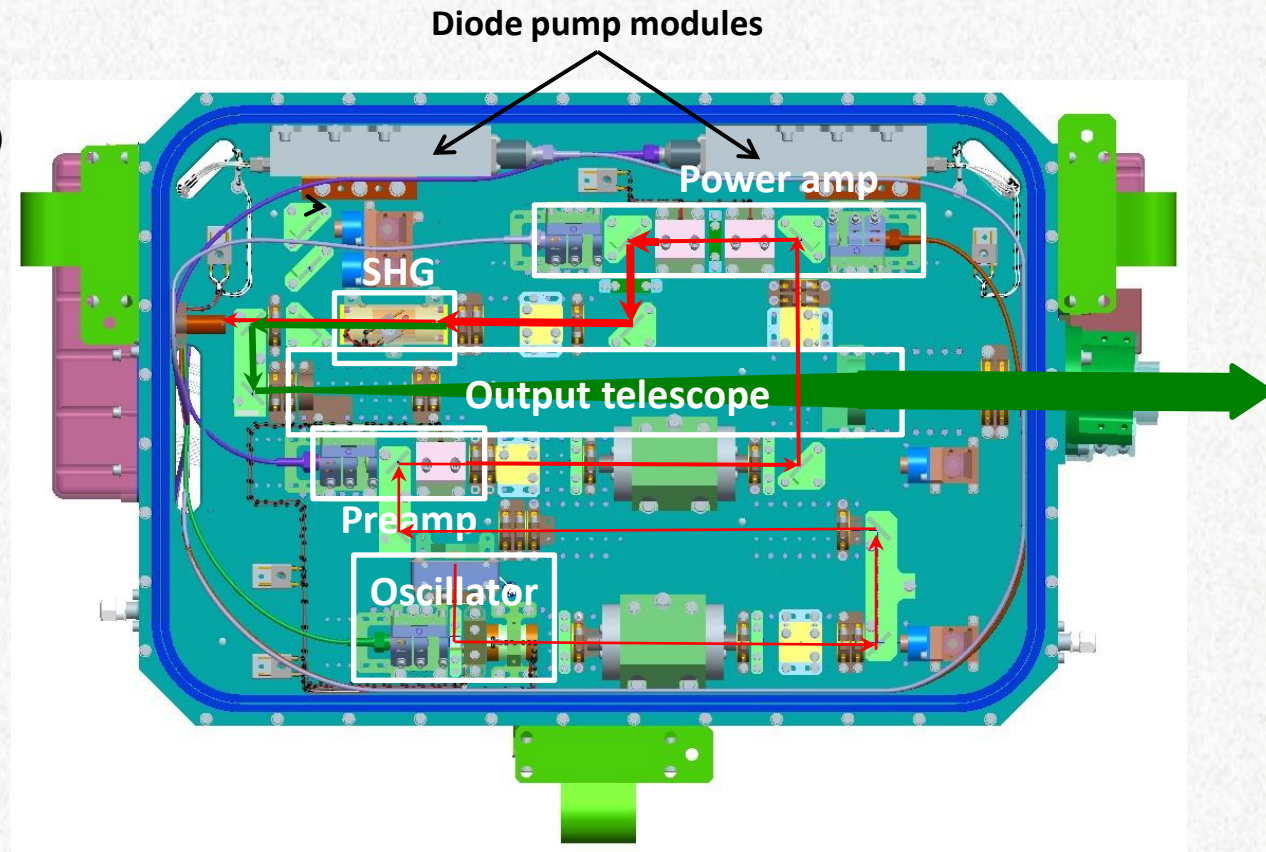 Diode pump modules
)
Power amp
SHG
Output telescope
Preamp
Oscillator